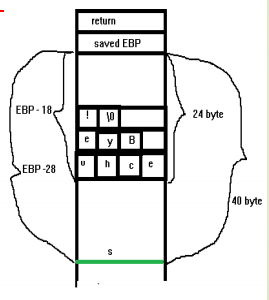 return
saved EBP
EBP - 18
! \0
24 byte
e y B
EBP -28
υ h c e
40 byte
s